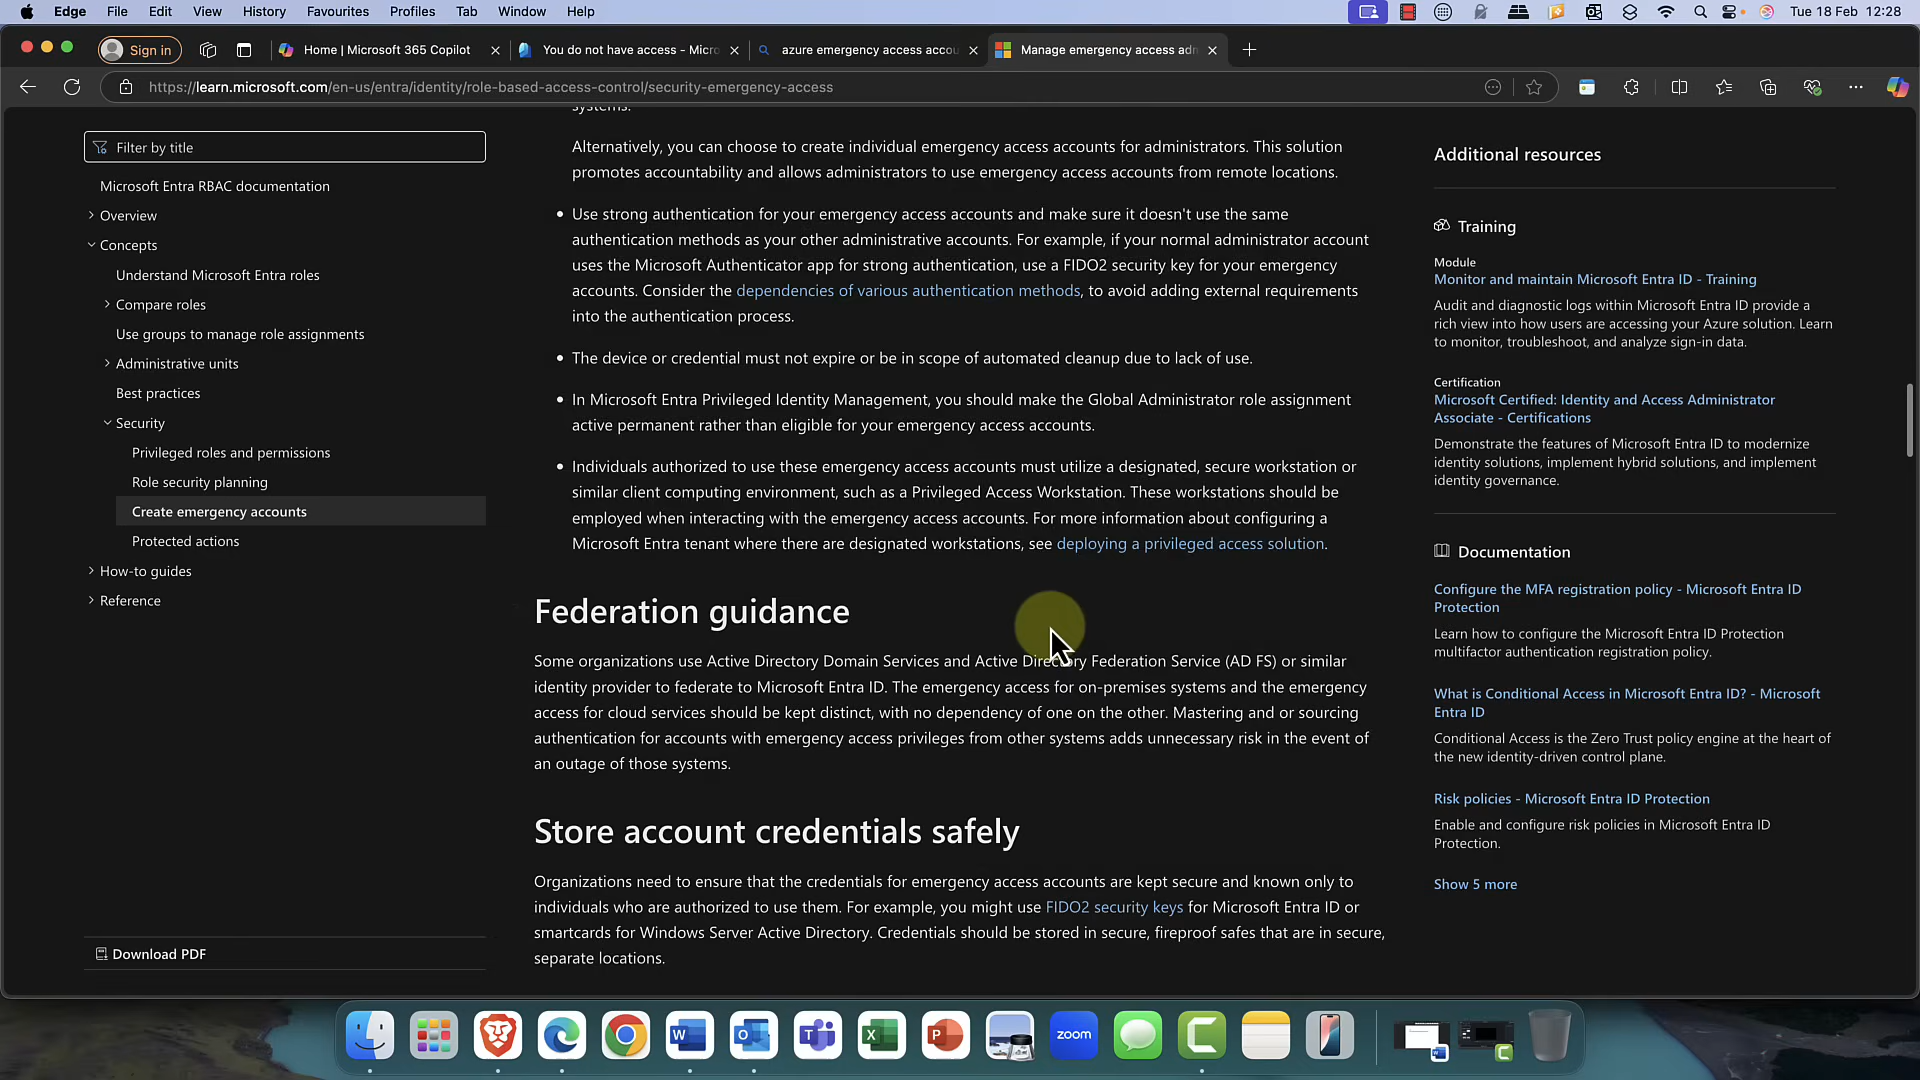 Edge File Edit View History Favourites Profiles Tab Window Help Tue 18 Feb 12:28
Sign in Home | Microsoft 365 Copilot You do not have access - Micro azure emergency access accou Manage emergency access adn
https://learn.microsoft.com/en-us/entra/identity/role-based-access-control/security-emergency-access
Filter by title
Microsoft Entra RBAC documentation
Overview
Concepts
Understand Microsoft Entra roles
Compare roles
Use groups to manage role assignments
Administrative units
Best practices
Security
Privileged roles and permissions
Role security planning
Create emergency accounts
Protected actions
How-to guides
Reference
Download PDF
systems.
Alternatively, you can choose to create individual emergency access accounts for administrators. This solution
promotes accountability and allows administrators to use emergency access accounts from remote locations.
• Use strong authentication for your emergency access accounts and make sure it doesn't use the same
authentication methods as your other administrative accounts. For example, if your normal administrator account
uses the Microsoft Authenticator app for strong authentication, use a FIDO2 security key for your emergency
accounts. Consider the dependencies of various authentication methods, to avoid adding external requirements
into the authentication process.
• The device or credential must not expire or be in scope of automated cleanup due to lack of use.
• In Microsoft Entra Privileged Identity Management, you should make the Global Administrator role assignment
active permanent rather than eligible for your emergency access accounts.
• Individuals authorized to use these emergency access accounts must utilize a designated, secure workstation or
similar client computing environment, such as a Privileged Access Workstation. These workstations should be
employed when interacting with the emergency access accounts. For more information about configuring a
Microsoft Entra tenant where there are designated workstations, see deploying a privileged access solution.
Federation guidance
Some organizations use Active Directory Domain Services and Active Directory Federation Service (AD FS) or similar
identity provider to federate to Microsoft Entra ID. The emergency access for on-premises systems and the emergency
access for cloud services should be kept distinct, with no dependency of one on the other. Mastering and or sourcing
authentication for accounts with emergency access privileges from other systems adds unnecessary risk in the event of
an outage of those systems.
Store account credentials safely
Organizations need to ensure that the credentials for emergency access accounts are kept secure and known only to
individuals who are authorized to use them. For example, you might use FIDO2 security keys for Microsoft Entra ID or
smartcards for Windows Server Active Directory. Credentials should be stored in secure, fireproof safes that are in secure,
separate locations.
Additional resources
Training
Module
Monitor and maintain Microsoft Entra ID - Training
Audit and diagnostic logs within Microsoft Entra ID provide a
rich view into how users are accessing your Azure solution. Learn
to monitor, troubleshoot, and analyze sign-in data.
Certification
Microsoft Certified: Identity and Access Administrator
Associate - Certifications
Demonstrate the features of Microsoft Entra ID to modernize
identity solutions, implement hybrid solutions, and implement
identity governance.
Documentation
Configure the MFA registration policy - Microsoft Entra ID
Protection
Learn how to configure the Microsoft Entra ID Protection
multifactor authentication registration policy.
What is Conditional Access in Microsoft Entra ID? - Microsoft
Entra ID
Conditional Access is the Zero Trust policy engine at the heart of
the new identity-driven control plane.
Risk policies - Microsoft Entra ID Protection
Enable and configure risk policies in Microsoft Entra ID
Protection.
Show 5 more
zoom